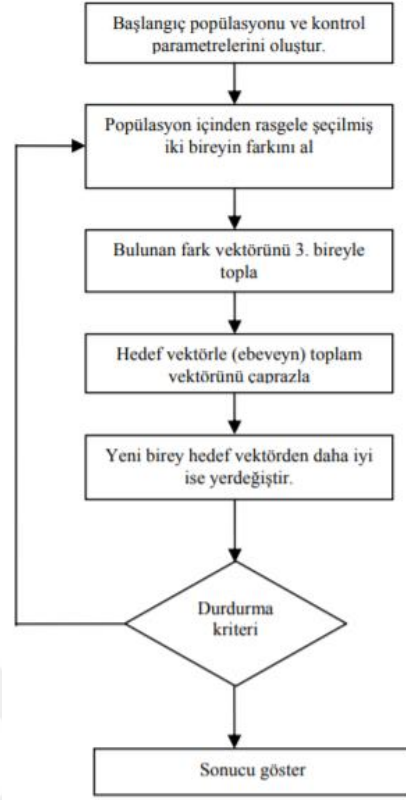 Başlangıç popülasyonu ve kontrol
parametrelerini oluştur.
Popülasyon içinden rasgele seçilmiş
iki bireyin farkını al
Bulunan fark vektörünü 3. bireyle
topla
Hedef vektörle (ebeveyn) toplam
vektörünü çaprazla
Yeni birey hedef vektörden daha iyi
ise yerdeğiştir.
Durdurma
kriteri
Sonucu göster